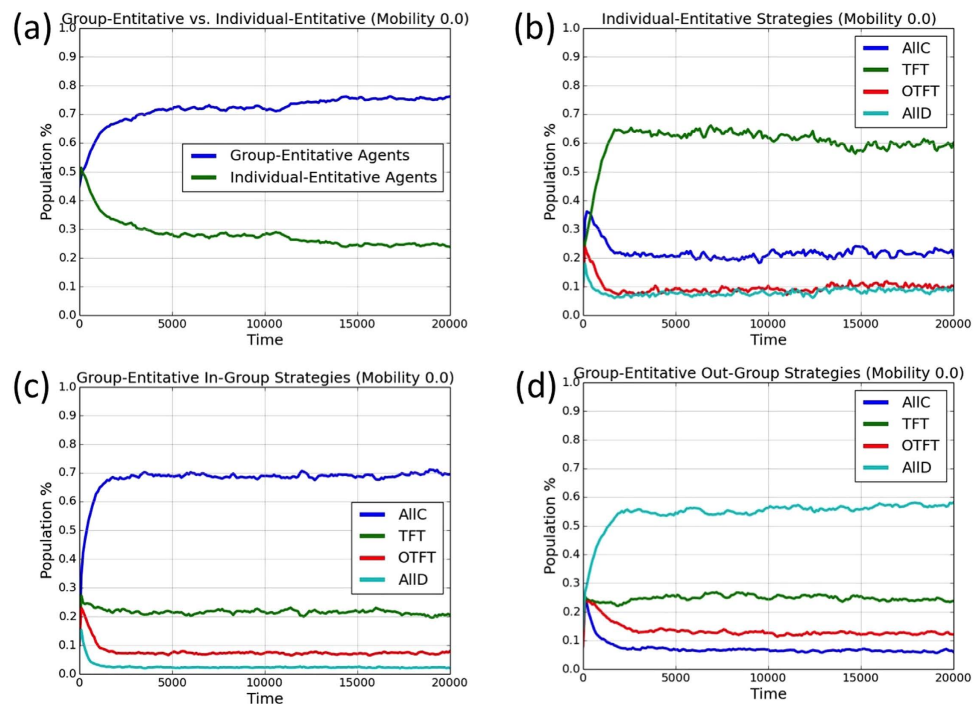 (a)
Group-Entitative vs. Individual-Entitative (Mobility 0.0)
1.0
0.9
0.8
0.7
0.6
0.5
0.4
0.3
0.2
0.1
0.0
Population %
Group-Entitative Agents
Individual-Entitative Agents
0 5000 10000 15000 20000
Time
(b)
Individual-Entitative Strategies (Mobility 0.0)
1.0
0.9
0.8
0.7
0.6
0.5
0.4
0.3
0.2
0.1
0.0
Population %
AllC
TFT
OTFT
AllD
0 5000 10000 15000 20000
Time
(c)
Group-Entitative In-Group Strategies (Mobility 0.0)
1.0
0.9
0.8
0.7
0.6
0.5
0.4
0.3
0.2
0.1
0.0
Population %
AllC
TFT
OTFT
AllD
0 5000 10000 15000 20000
Time
(d)
Group-Entitative Out-Group Strategies (Mobility 0.0)
1.0
0.9
0.8
0.7
0.6
0.5
0.4
0.3
0.2
0.1
0.0
Population %
AllC
TFT
OTFT
AllD
0 5000 10000 15000 20000
Time